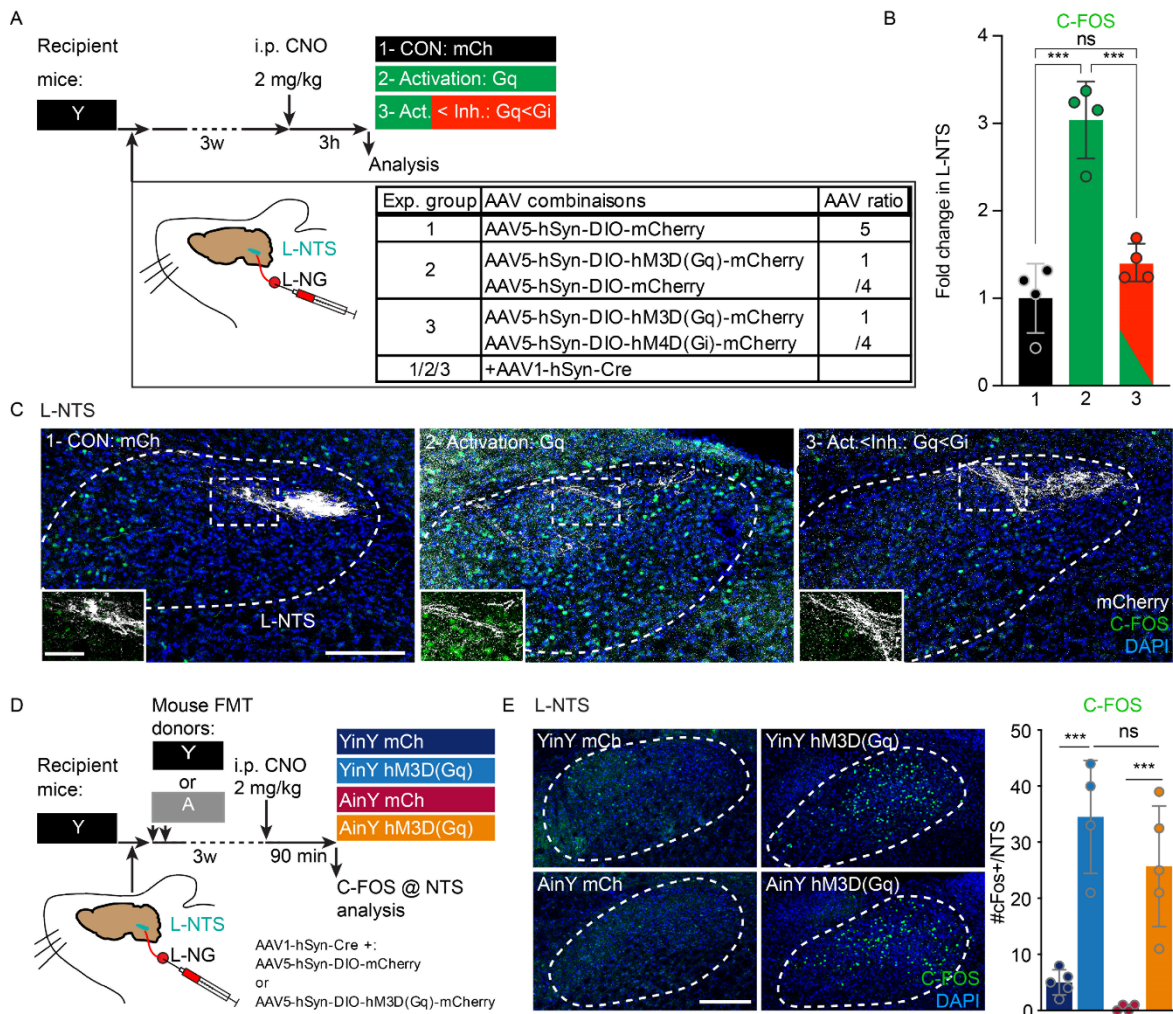 A
Recipient
mice:
Y
i.p. CNO
2 mg/kg
1- CON: mCh
2- Activation: Gq
3- Act. < Inh.: Gq<Gi
3w
3h
Analysis
L-NTS
L-NG
Exp. group AAV combinaisons AAV ratio
1 AAV5-hSyn-DIO-mCherry 5
2 AAV5-hSyn-DIO-hM3D(Gq)-mCherry 1
AAV5-hSyn-DIO-mCherry /4
3 AAV5-hSyn-DIO-hM3D(Gq)-mCherry 1
AAV5-hSyn-DIO-hM4D(Gi)-mCherry /4
1/2/3 +AAV1-hSyn-Cre
B
C-FOS
ns
*** ***
Fold change in L-NTS
4
3
2
1
0
1 2 3
C L-NTS
1- CON: mCh
2- Activation: Gq
3- Act.<Inh.: Gq<Gi
L-NTS
mCherry
C-FOS
DAPI
D
Mouse FMT
donors:
Y
or
A
Recipient
mice:
Y
i.p. CNO
2 mg/kg
YinY mCh
YinY hM3D(Gq)
AinY mCh
AinY hM3D(Gq)
3w
90 min
C-FOS @ NTS
analysis
L-NTS
L-NG
AAV1-hSyn-Cre +:
AAV5-hSyn-DIO-mCherry
or
AAV5-hSyn-DIO-hM3D(Gq)-mCherry
E L-NTS
YinY mCh
YinY hM3D(Gq)
AinY mCh
AinY hM3D(Gq)
C-FOS
DAPI
C-FOS
*** ns
***
#cFos+/NTS
50
40
30
20
10
0